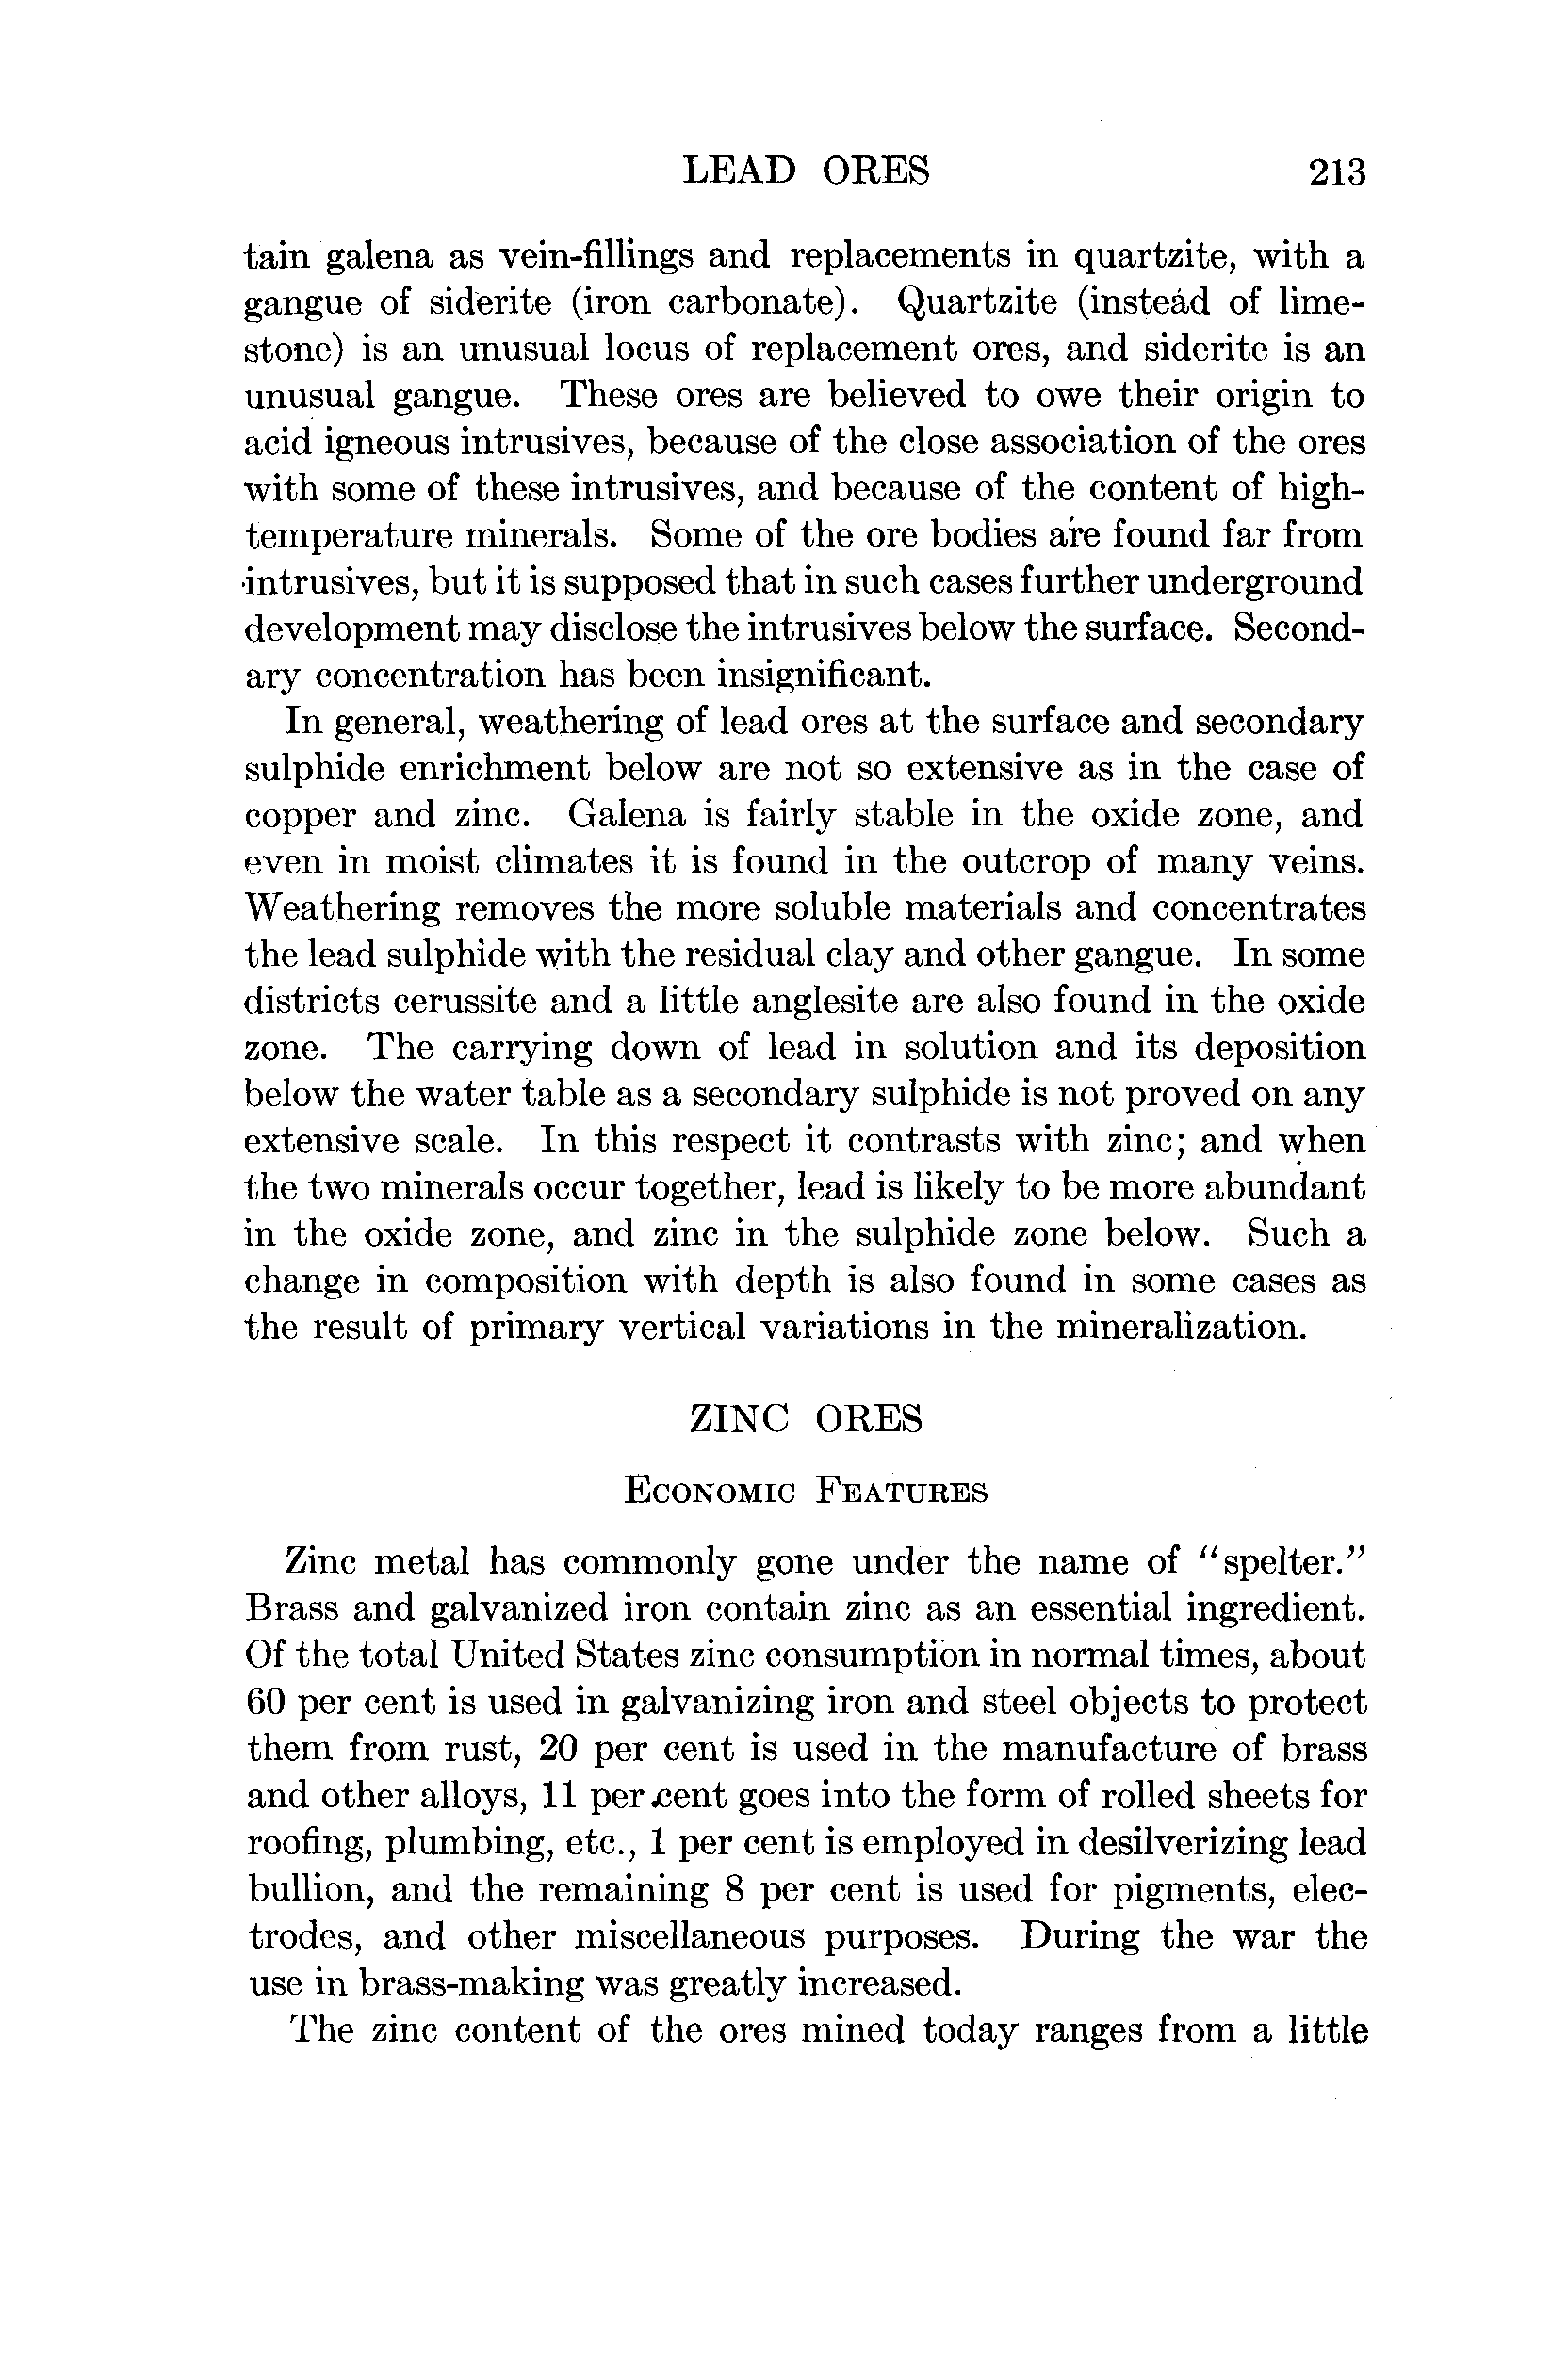 LEAD ORES 213
tain galena as vein-fillings and replacements in quartzite, with a
gangue of siderite (iron carbonate). Quartzite (instead of lime-
stone) is an unusual locus of replacement ores, and siderite is an
unusual gangue. These ores are believed to owe their origin to
acid igneous intrusives, because of the close association of the ores
with some of these intrusives, and because of the content of high-
temperature minerals. Some of the ore bodies are found far from
intrusives, but it is supposed that in such cases further underground
development may disclose the intrusives below the surface. Second-
ary concentration has been insignificant.
In general, weathering of lead ores at the surface and secondary
sulphide enrichment below are not so extensive as in the case of
copper and zinc. Galena is fairly stable in the oxide zone, and
even in moist climates it is found in the outcrop of many veins.
Weathering removes the more soluble materials and concentrates
the lead sulphide with the residual clay and other gangue. In some
districts cerussite and a little anglesite are also found in the oxide
zone. The carrying down of lead in solution and its deposition
below the water table as a secondary sulphide is not proved on any
extensive scale. In this respect it contrasts with zinc; and when
the two minerals occur together, lead is likely to be more abundant
in the oxide zone, and zinc in the sulphide zone below. Such a
change in composition with depth is also found in some cases as
the result of primary vertical variations in the mineralization.
ZINC ORES
ECONOMIC FEATURES
Zinc metal has commonly gone under the name of "spelter."
Brass and galvanized iron contain zinc as an essential ingredient.
Of the total United States zinc consumption in normal times, about
60 per cent is used in galvanizing iron and steel objects to protect
them from rust, 20 per cent is used in the manufacture of brass
and other alloys, 11 per cent goes into the form of rolled sheets for
roofing, plumbing, etc., 1 per cent is employed in desilverizing lead
bullion, and the remaining 8 per cent is used for pigments, elec-
trodes, and other miscellaneous purposes. During the war the
use in brass-making was greatly increased.
The zinc content of the ores mined today ranges from a little